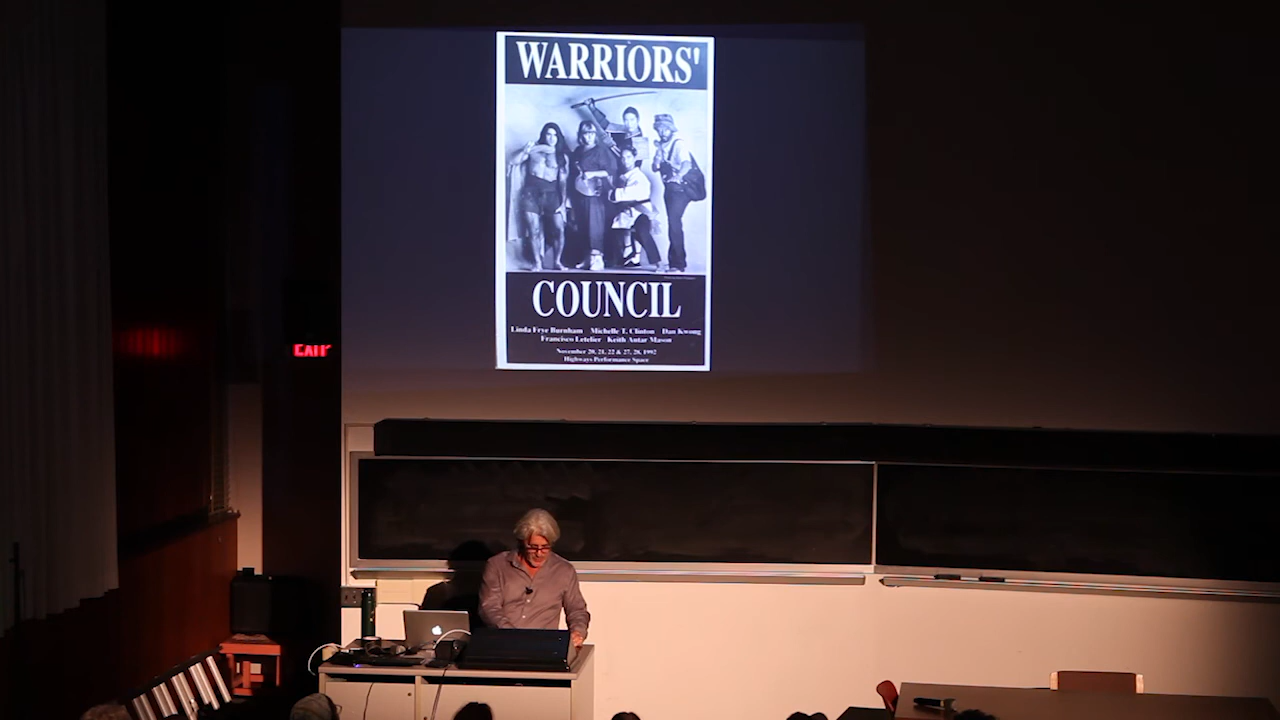 WARRIORS'
EXIT
COUNCIL
Linda Frye Burnham Michelle T. Clinton Dan Kwong
Francisco Letelier Keith Antar Mason
November 20, 21, 22 & 27, 28, 1992
Highways Performance Space